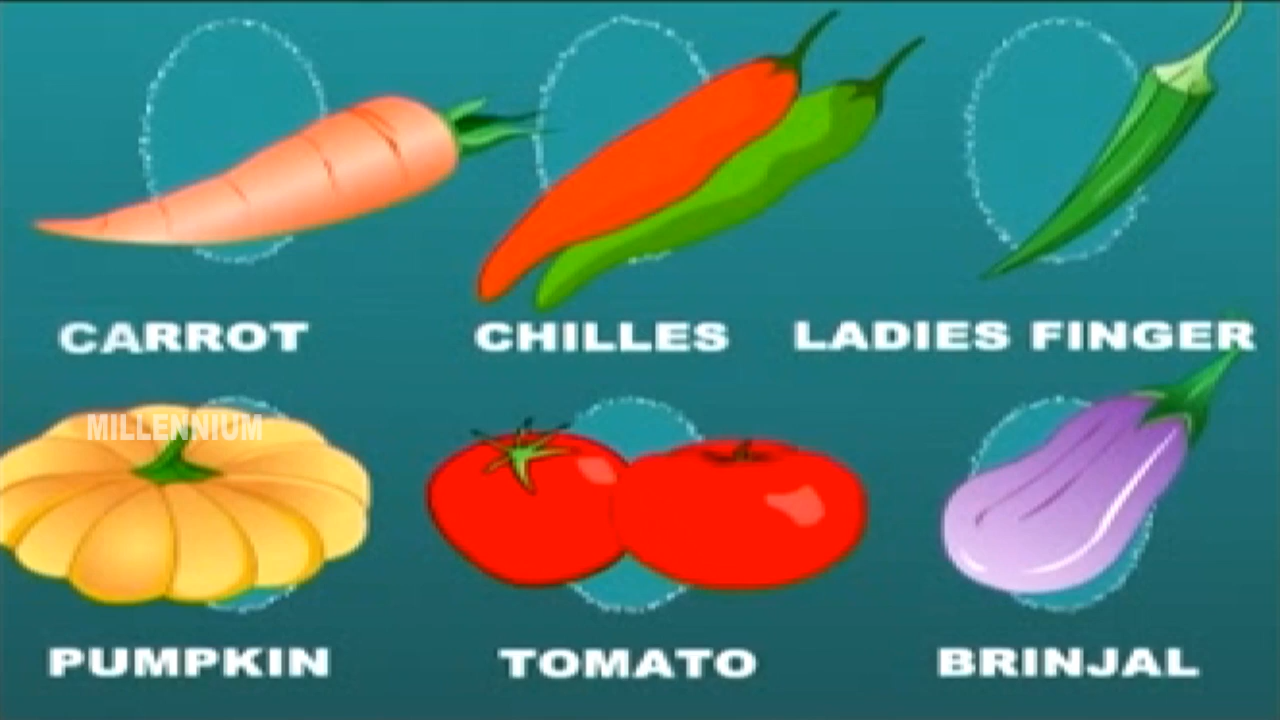 CARROT
CHILLES
LADIES FINGER
MILLENNIUM
PUMPKIN
TOMATO
BRINJAL